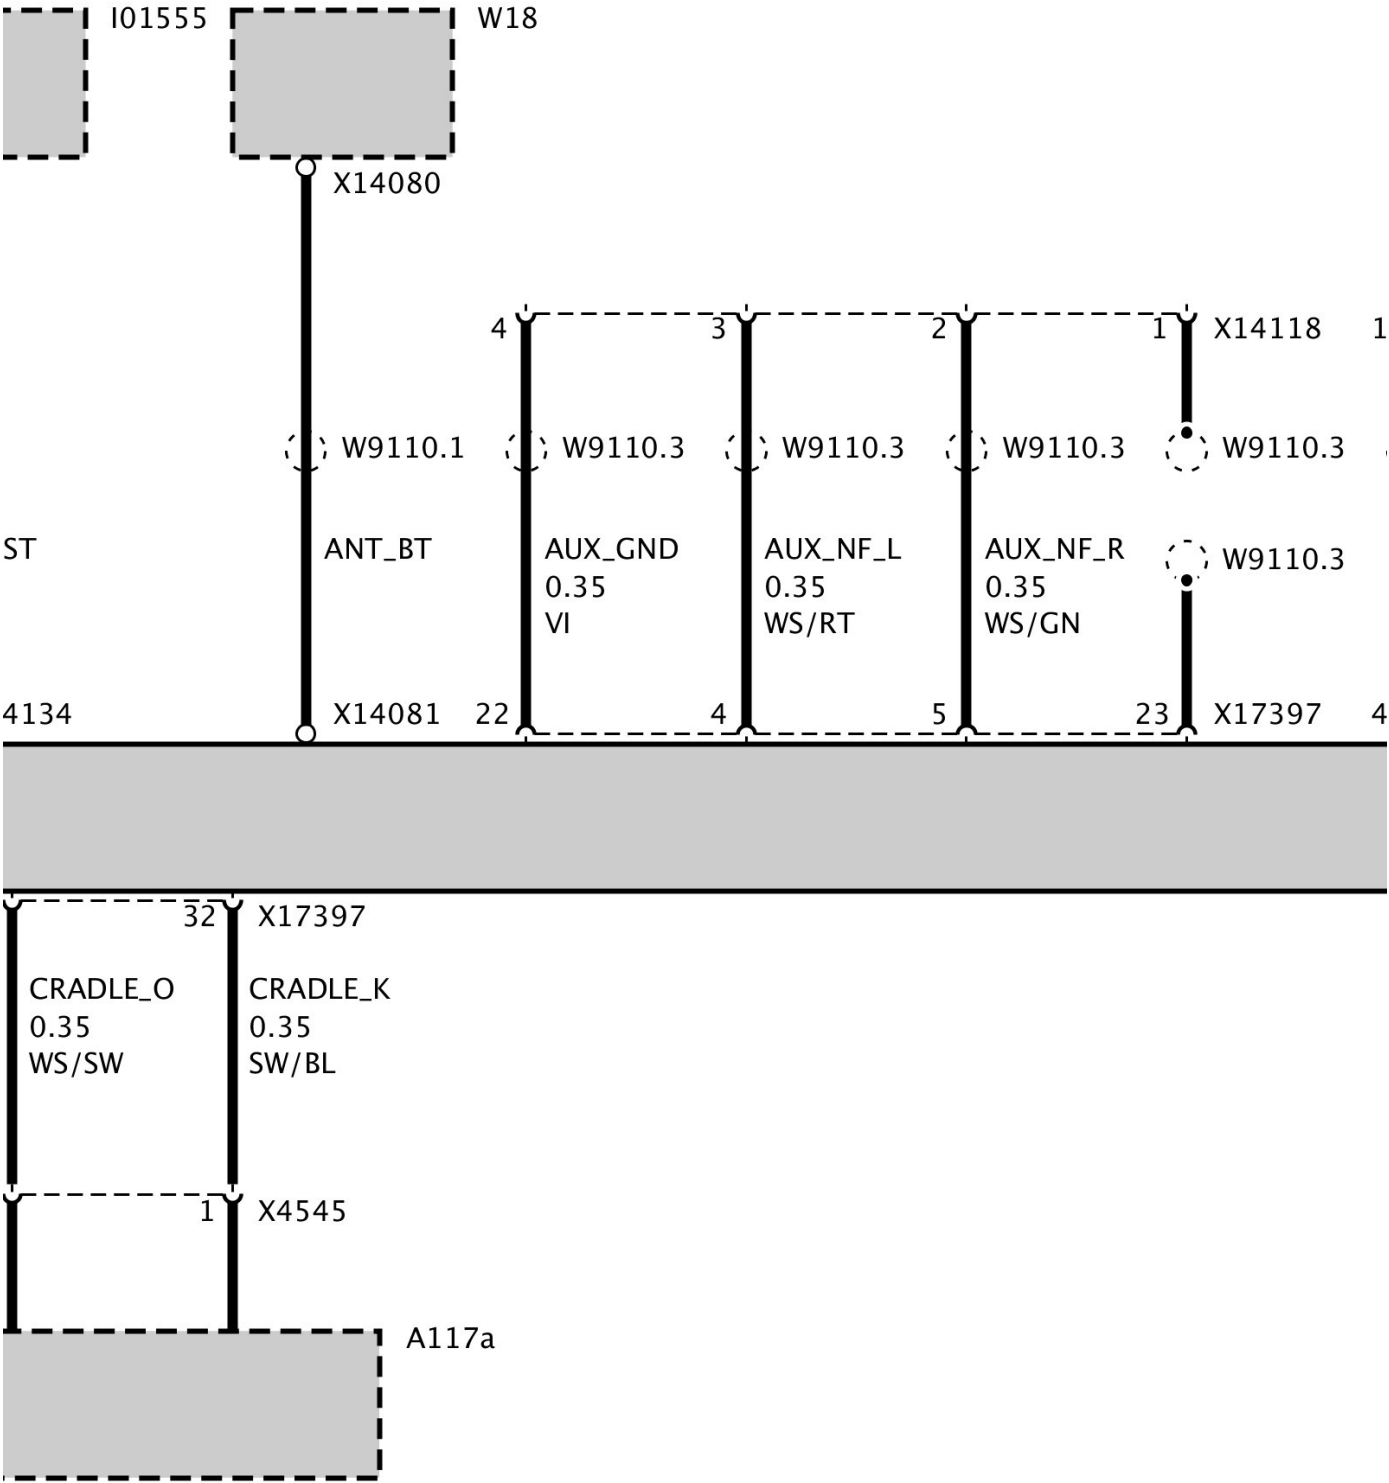 I01555
W18
X14080
4
3
2
1
X14118
1
W9110.1
W9110.3
W9110.3
W9110.3
W9110.3
ST
ANT_BT
AUX_GND
0.35
VI
AUX_NF_L
0.35
WS/RT
AUX_NF_R
0.35
WS/GN
W9110.3
4134
X14081
22
4
5
23
X17397
4
32
X17397
CRADLE_O
0.35
WS/SW
CRADLE_K
0.35
SW/BL
1
X4545
A117a